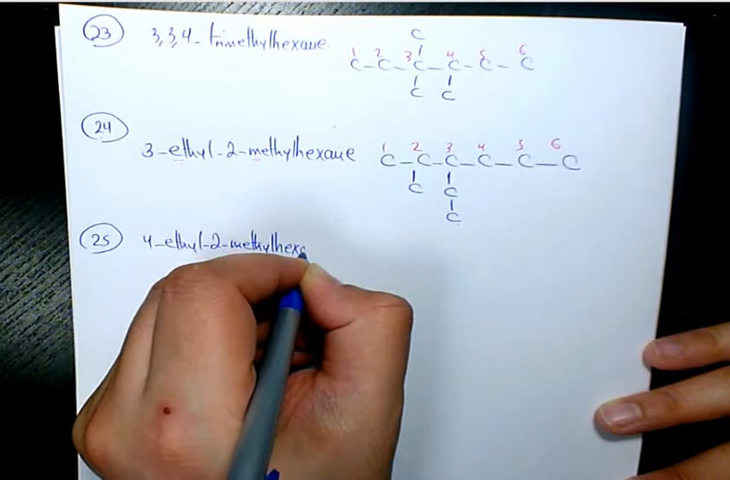 23 3,3,4-trimethylhexane
C
1 2 3 4 5 6
C-C-C-C-C-C
C C
24
3-ethyl-2-methylhexane
1 2 3 4 5 6
C-C-C-C-C-C
C C
C
25 4-ethyl-2-methylhex